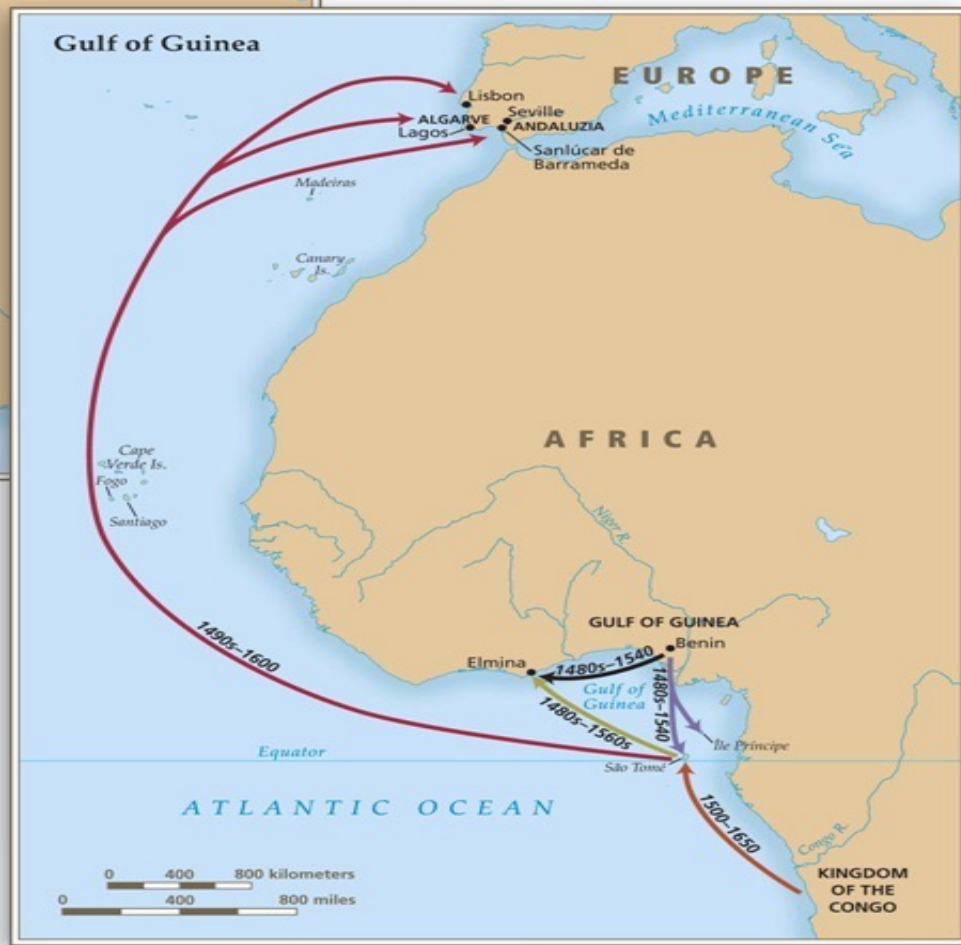 Gulf of Guinea
EUROPE
Mediterranean Sea
Lisbon
Seville
ALGARVE
ANDALUZIA
Lagos
Sanlúcar de
Barrameda
Madeiras
Canary
Is.
AFRICA
Cape
Verde Is.
Fogo
Santiago
Niger R.
GULF OF GUINEA
Benin
Elmina
1480s–1540
1490s–1600
Gulf of
Guinea
1480s–1540
1480s–1560s
Île Príncipe
Equator
São Tomé
ATLANTIC OCEAN
1500–1650
Congo R.
KINGDOM
OF THE
CONGO
0 400 800 kilometers
0 400 800 miles